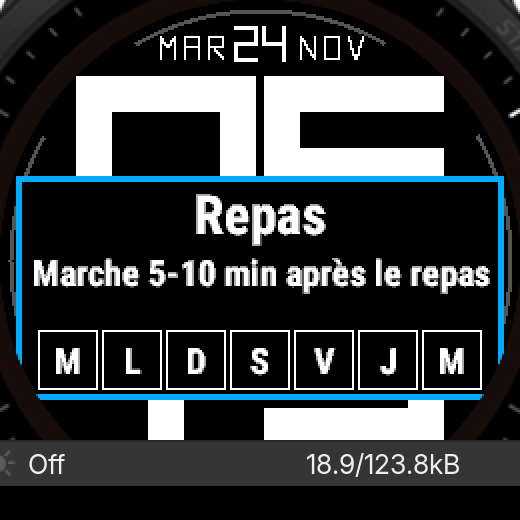 MAR 24 NOV
Repas
Marche 5-10 min après le repas
M L D S V J M
Off 18.9/123.8kB